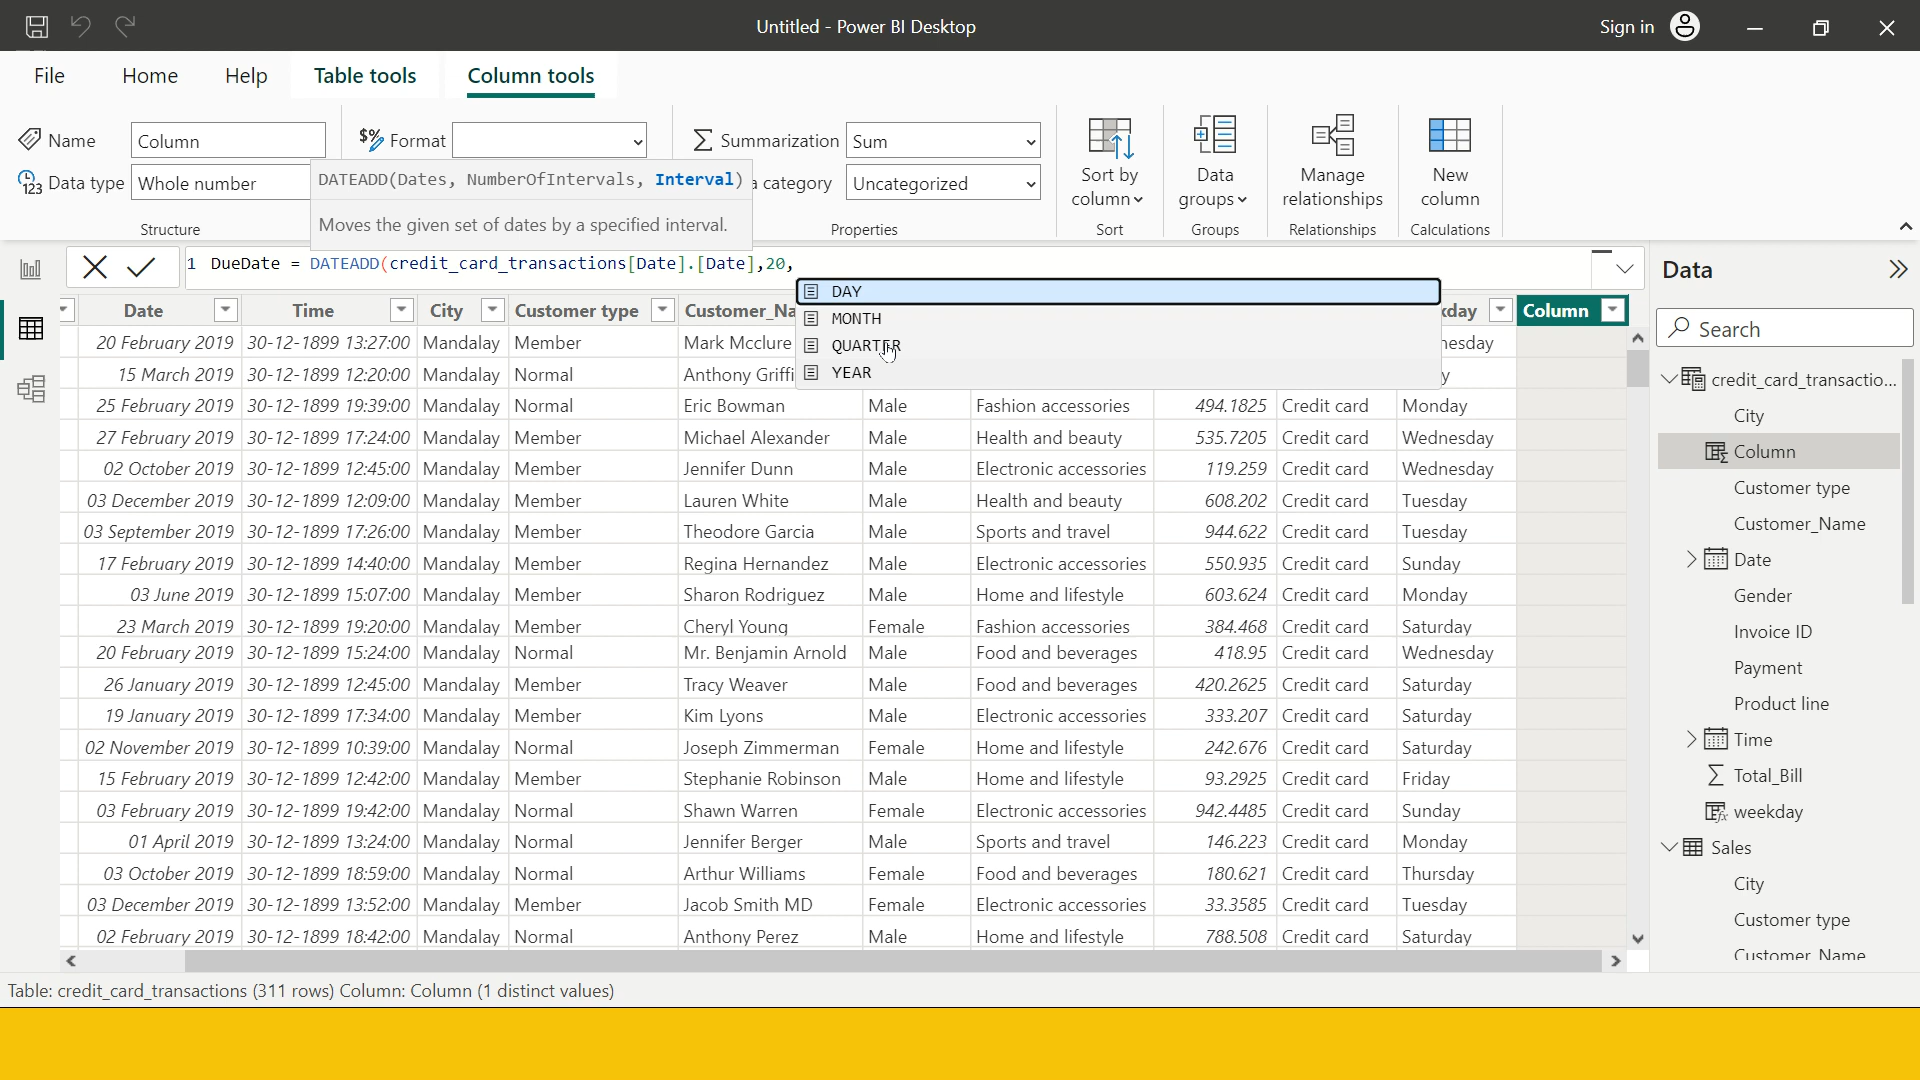 Untitled - Power BI Desktop
Sign in
File Home Help Table tools Column tools
Name Column
Format
Summarization Sum
Data type Whole number
a category Uncategorized
DATEADD(Dates, NumberOfIntervals, Interval)
Moves the given set of dates by a specified interval.
Sort by column
Data groups
Manage relationships
New column
Structure Properties Sort Groups Relationships Calculations
1 DueDate = DATEADD(credit_card_transactions[Date].[Date],20,
DAY
MONTH
QUARTER
YEAR
Date Time City Customer type Customer_Na kday Column
20 February 2019 30-12-1899 13:27:00 Mandalay Member Mark Mcclure nesday
15 March 2019 30-12-1899 12:20:00 Mandalay Normal Anthony Griffi y
25 February 2019 30-12-1899 19:39:00 Mandalay Normal Eric Bowman Male Fashion accessories 494.1825 Credit card Monday
27 February 2019 30-12-1899 17:24:00 Mandalay Member Michael Alexander Male Health and beauty 535.7205 Credit card Wednesday
02 October 2019 30-12-1899 12:45:00 Mandalay Member Jennifer Dunn Male Electronic accessories 119.259 Credit card Wednesday
03 December 2019 30-12-1899 12:09:00 Mandalay Member Lauren White Male Health and beauty 608.202 Credit card Tuesday
03 September 2019 30-12-1899 17:26:00 Mandalay Member Theodore Garcia Male Sports and travel 944.622 Credit card Tuesday
17 February 2019 30-12-1899 14:40:00 Mandalay Member Regina Hernandez Male Electronic accessories 550.935 Credit card Sunday
03 June 2019 30-12-1899 15:07:00 Mandalay Member Sharon Rodriguez Male Home and lifestyle 603.624 Credit card Monday
23 March 2019 30-12-1899 19:20:00 Mandalay Member Cheryl Young Female Fashion accessories 384.468 Credit card Saturday
20 February 2019 30-12-1899 15:24:00 Mandalay Normal Mr. Benjamin Arnold Male Food and beverages 418.95 Credit card Wednesday
26 January 2019 30-12-1899 12:45:00 Mandalay Member Tracy Weaver Male Food and beverages 420.2625 Credit card Saturday
19 January 2019 30-12-1899 17:34:00 Mandalay Member Kim Lyons Male Electronic accessories 333.207 Credit card Saturday
02 November 2019 30-12-1899 10:39:00 Mandalay Normal Joseph Zimmerman Female Home and lifestyle 242.676 Credit card Saturday
15 February 2019 30-12-1899 12:42:00 Mandalay Member Stephanie Robinson Male Home and lifestyle 93.2925 Credit card Friday
03 February 2019 30-12-1899 19:42:00 Mandalay Normal Shawn Warren Female Electronic accessories 942.4485 Credit card Sunday
01 April 2019 30-12-1899 13:24:00 Mandalay Normal Jennifer Berger Male Sports and travel 146.223 Credit card Monday
03 October 2019 30-12-1899 18:59:00 Mandalay Normal Arthur Williams Female Food and beverages 180.621 Credit card Thursday
03 December 2019 30-12-1899 13:52:00 Mandalay Member Jacob Smith MD Female Electronic accessories 33.3585 Credit card Tuesday
02 February 2019 30-12-1899 18:42:00 Mandalay Normal Anthony Perez Male Home and lifestyle 788.508 Credit card Saturday
Data
Search
credit_card_transactio...
City
Column
Customer type
Customer_Name
Date
Gender
Invoice ID
Payment
Product line
Time
Total_Bill
weekday
Sales
City
Customer type
Customer_Name
Table: credit_card_transactions (311 rows) Column: Column (1 distinct values)